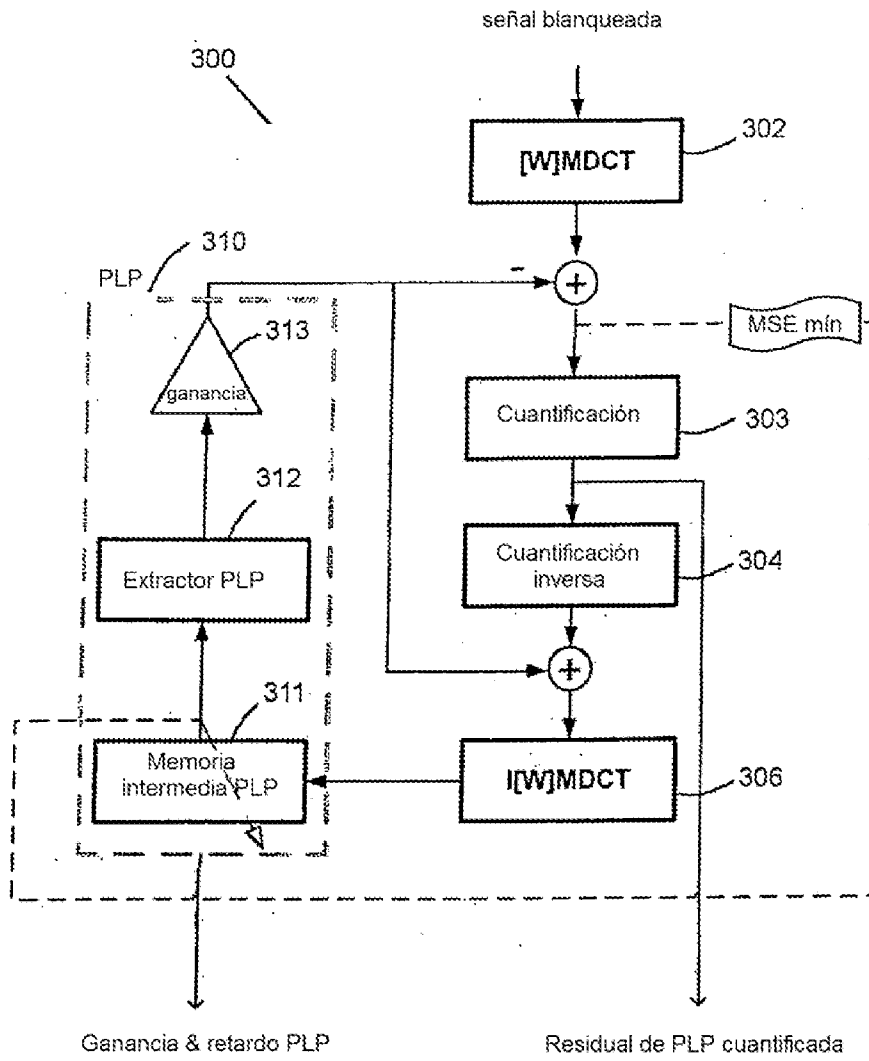 señal blanqueada
300
302
[W]MDCT
310
PLP
-
+
313
MSE mín
ganancia
Cuantificación
303
312
Extractor PLP
Cuantificación
inversa
304
+
311
Memoria
intermedia PLP
I[W]MDCT
306
Ganancia & retardo PLP
Residual de PLP cuantificada